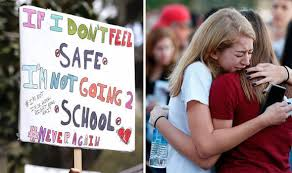 IF I DON'T FEEL
SAFE
I'M NOT GOING 2
SCHOOL
#NEVERAGAIN